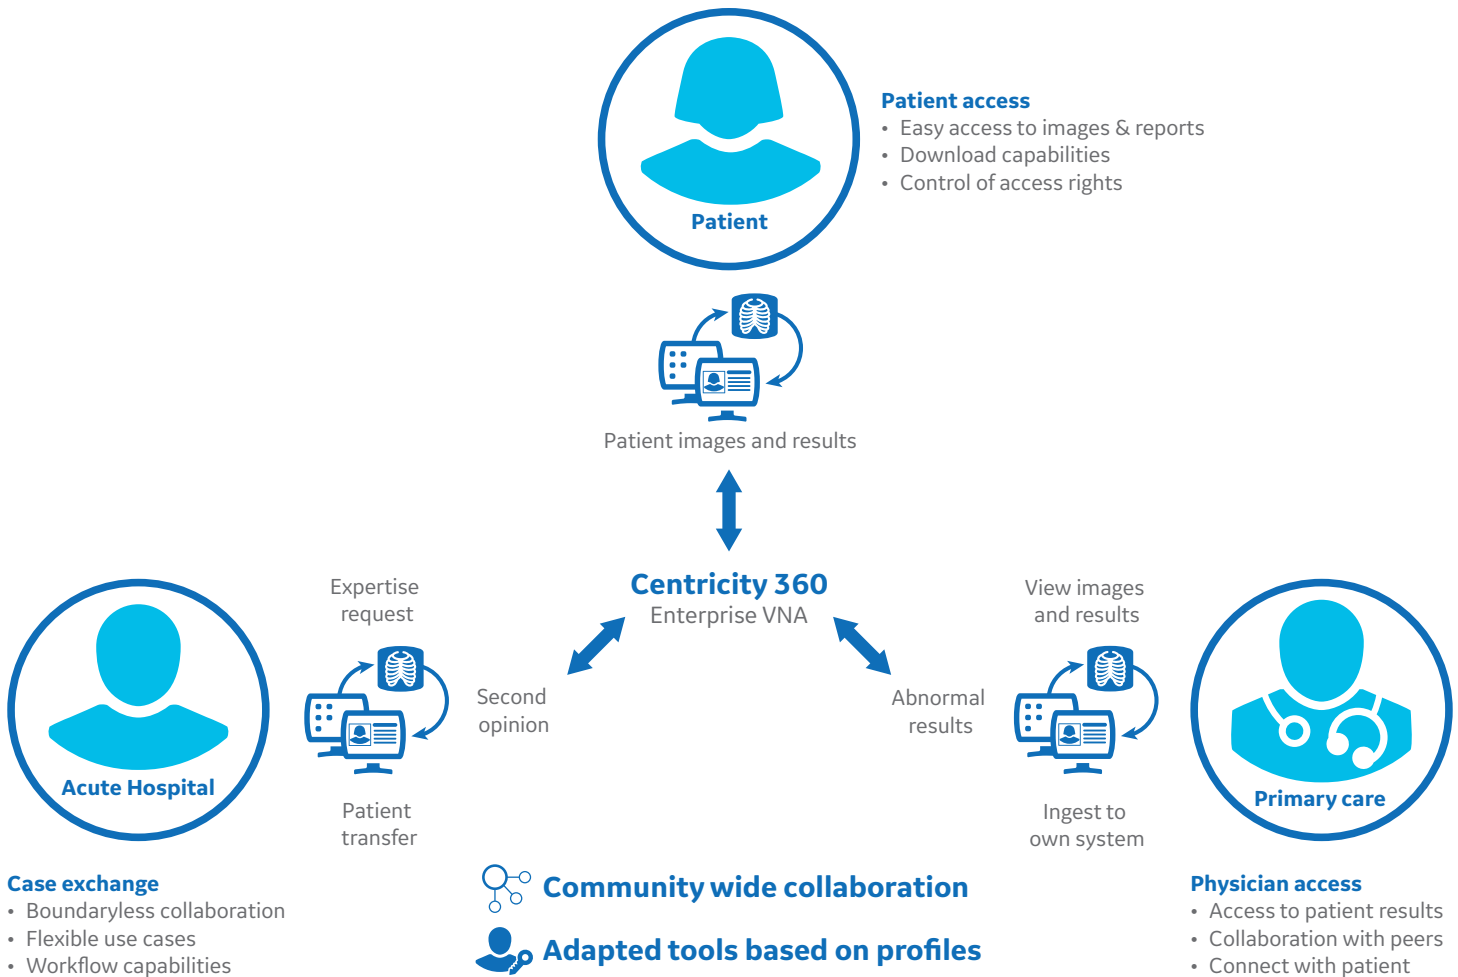 Patient
Patient access
• Easy access to images & reports
• Download capabilities
• Control of access rights
Patient images and results
Centricity 360
Enterprise VNA
Acute Hospital
Expertise
request
Second
opinion
Patient
transfer
Case exchange
• Boundaryless collaboration
• Flexible use cases
• Workflow capabilities
View images
and results
Abnormal
results
Ingest to
own system
Primary care
Physician access
• Access to patient results
• Collaboration with peers
• Connect with patient
Community wide collaboration
Adapted tools based on profiles